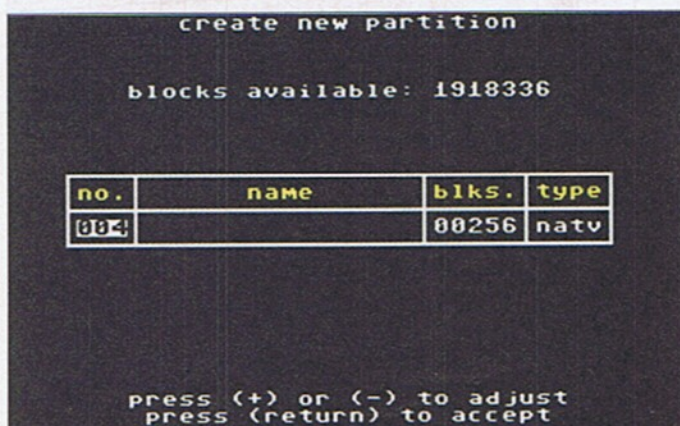 create new partition
blocks available: 1918336
no. name blks. type
004 00256 natv
press (+) or (-) to adjust
press (return) to accept